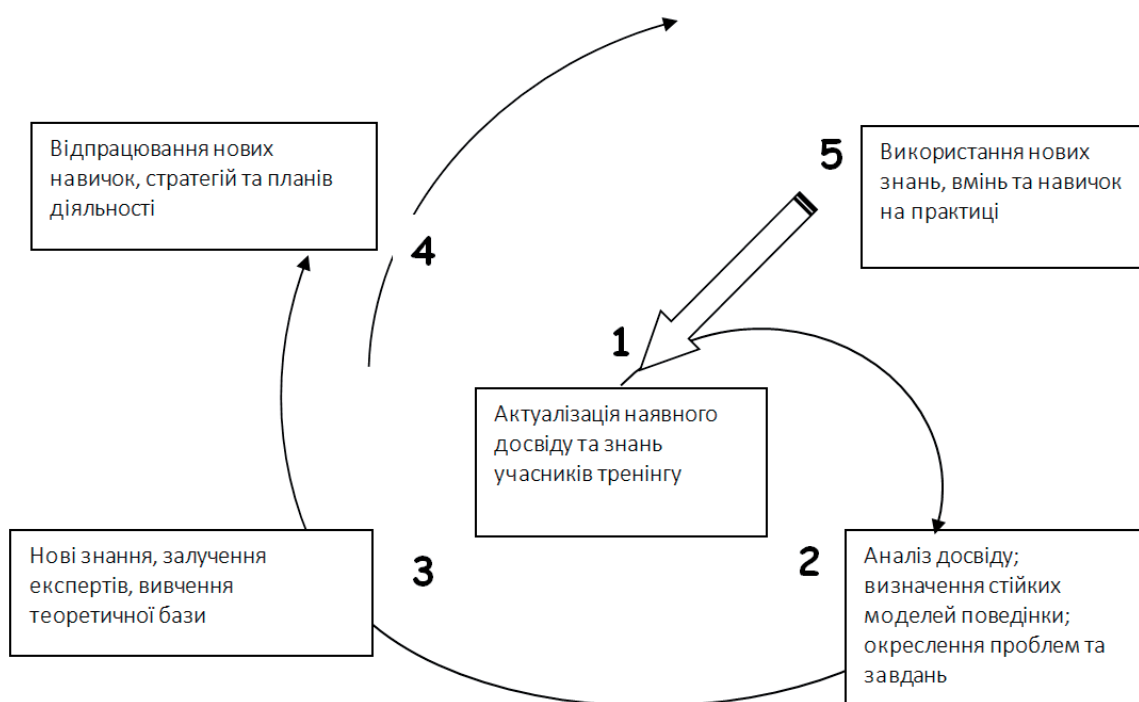 Відпрацювання нових
навичок, стратегій та планів
діяльності
4
5
Використання нових
знань, вмінь та навичок
на практиці
1
Актуалізація наявного
досвіду та знань
учасників тренінгу
Нові знання, залучення
експертів, вивчення
теоретичної бази
3
2
Аналіз досвіду;
визначення стійких
моделей поведінки;
окреслення проблем та
завдань